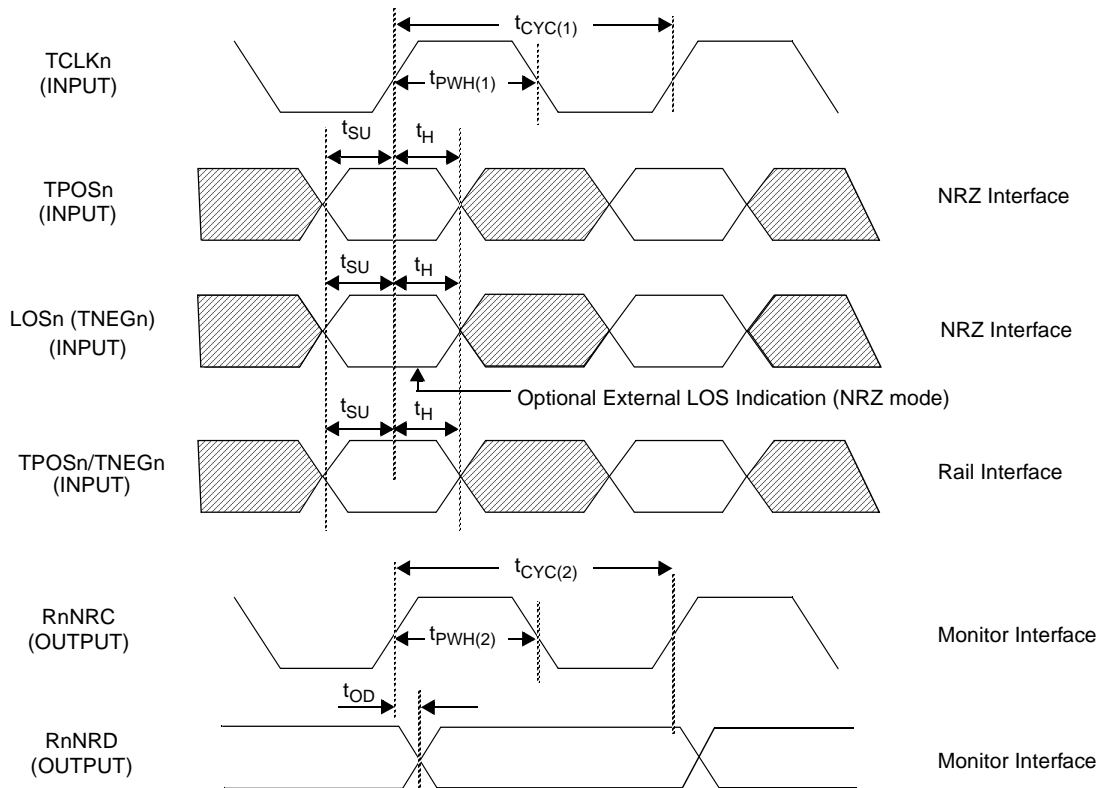 tCYC(1)
TCLKn
(INPUT)
tPWH(1)
tSU
tH
TPOSn
(INPUT)
NRZ Interface
tSU
tH
LOSn (TNEGn)
(INPUT)
NRZ Interface
Optional External LOS Indication (NRZ mode)
tSU
tH
TPOSn/TNEGn
(INPUT)
Rail Interface
tCYC(2)
RnNRC
(OUTPUT)
tPWH(2)
Monitor Interface
tOD
RnNRD
(OUTPUT)
Monitor Interface